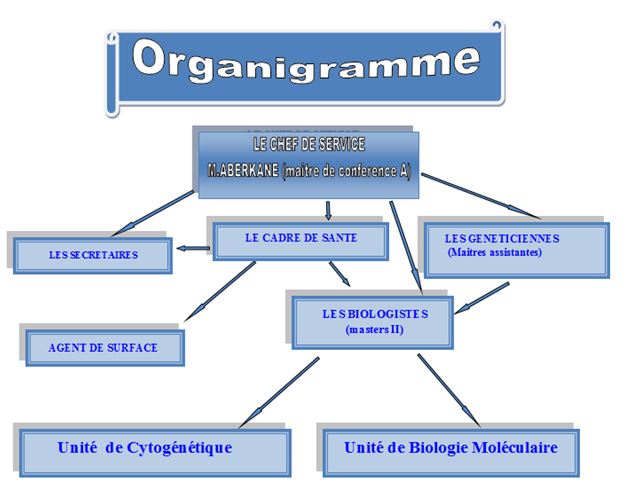 Organigramme
LE CHEF DE SERVICE
M.ABERKANE (maitre de conference A)
LES SECRETAIRES
LE CADRE DE SANTE
LES GENETICIENNES
(Maitres assistantes)
LES BIOLOGISTES
(masters II)
AGENT DE SURFACE
Unité de Cytogénétique
Unité de Biologie Moléculaire